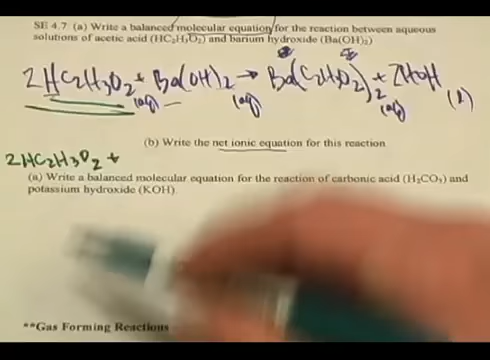 SE 4.7 (a) Write a balanced molecular equation for the reaction between aqueous
solutions of acetic acid (HC₂H₃O₂) and barium hydroxide (Ba(OH)₂)
2HC₂H₃O₂ + Ba(OH)₂ → Ba(C₂H₃O₂)₂ + 2HOH
(aq) (aq) (aq) (l)
(b) Write the net ionic equation for this reaction
2HC₂H₃O₂ +
(a) Write a balanced molecular equation for the reaction of carbonic acid (H₂CO₃) and
potassium hydroxide (KOH)
**Gas Forming Reactions